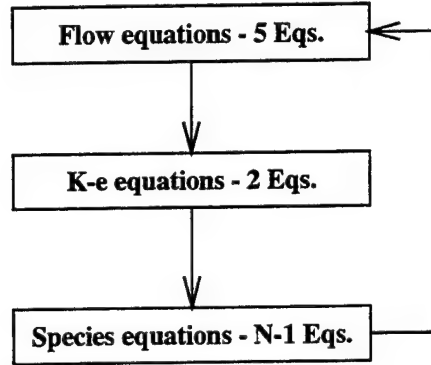 Flow equations - 5 Eqs.
K-e equations - 2 Eqs.
Species equations - N-1 Eqs.